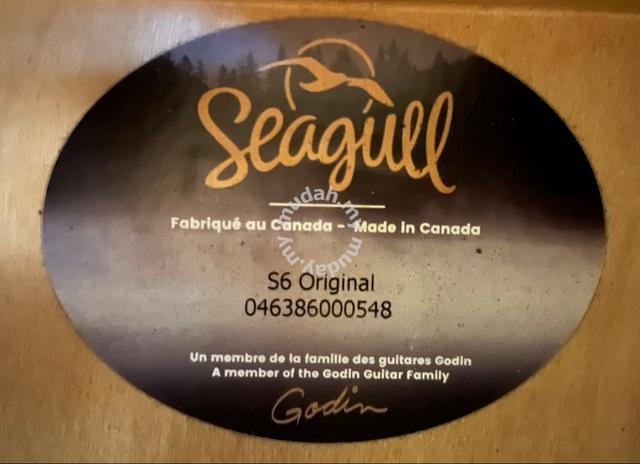 Seagull
Fabriqué au Canada - Made in Canada
mudah.my mudah.my
S6 Original
046386000548
Un membre de la famille des guitares Godin
A member of the Godin Guitar Family
Godin